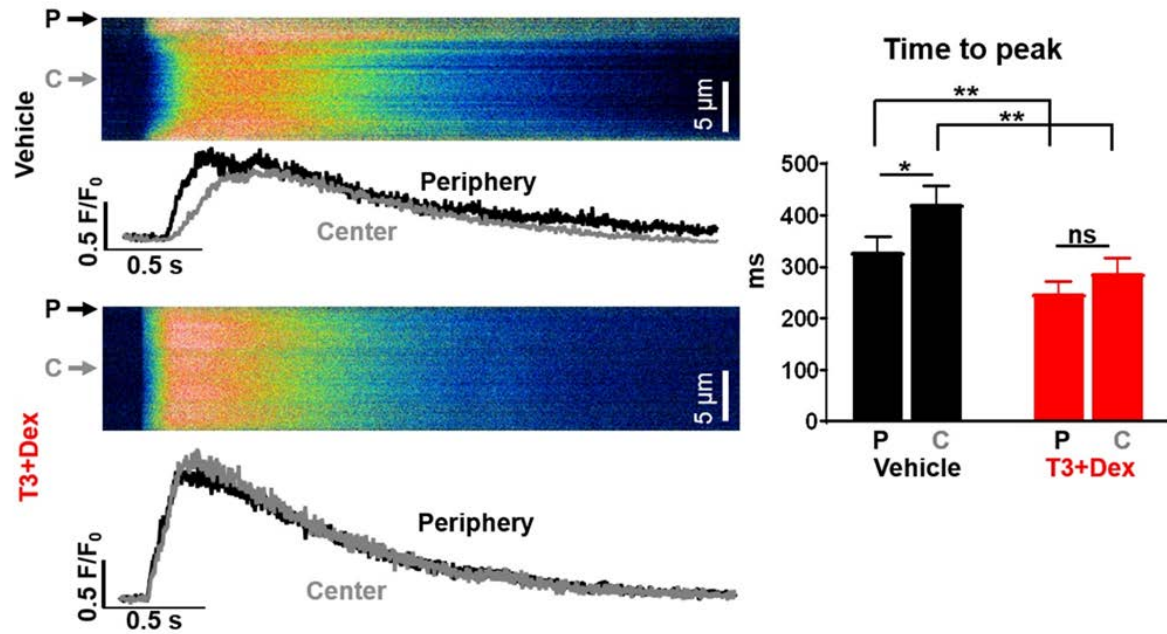 P
C
Vehicle
5 µm
Periphery
Center
0.5 F/F0
0.5 s
P
C
T3+Dex
5 µm
Periphery
Center
0.5 F/F0
0.5 s
Time to peak
**
**
*
ns
ms
500
400
300
200
100
0
P C P C
Vehicle T3+Dex